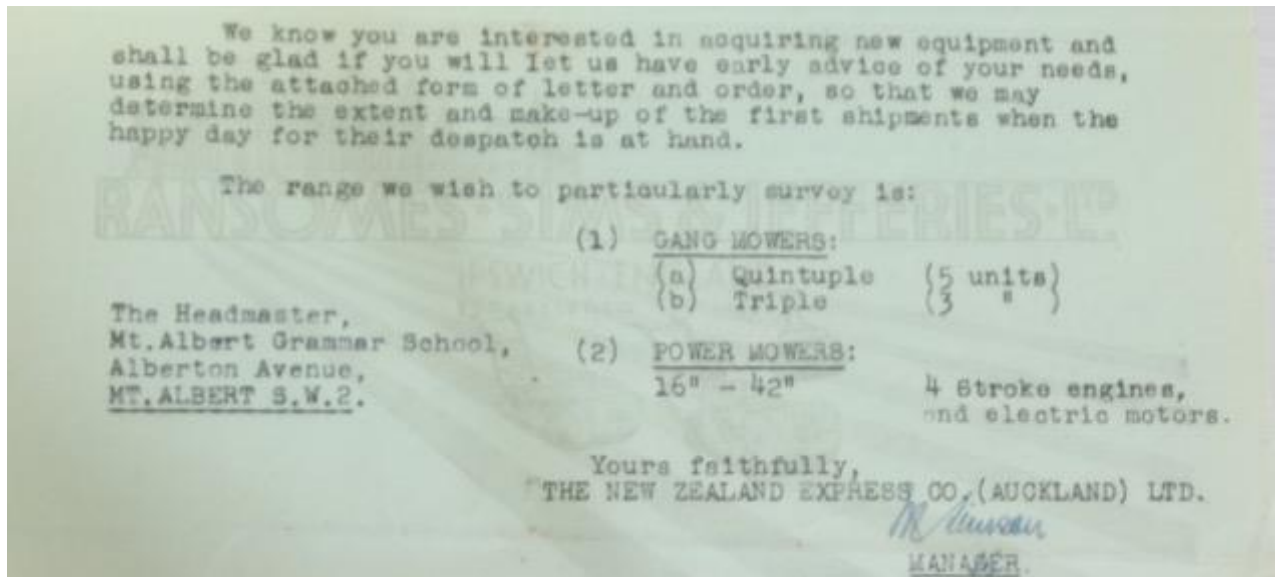 We know you are interested in acquiring new equipment and
shall be glad if you will let us have early advice of your needs,
using the attached form of letter and order, so that we may
determine the extent and make-up of the first shipments when the
happy day for their despatch is at hand.
The range we wish to particularly survey is:
RANSOMES·SIMS & JEFFERIES·LTD
(1) GANG MOWERS:
(a) Quintuple (5 units)
(b) Triple (3 " )
The Headmaster,
Mt.Albert Grammar School,
Alberton Avenue,
MT.ALBERT S.W.2.
(2) POWER MOWERS:
16" - 42" 4 Stroke engines,
and electric motors.
Yours faithfully,
THE NEW ZEALAND EXPRESS CO.(AUCKLAND) LTD.
MANAGER.